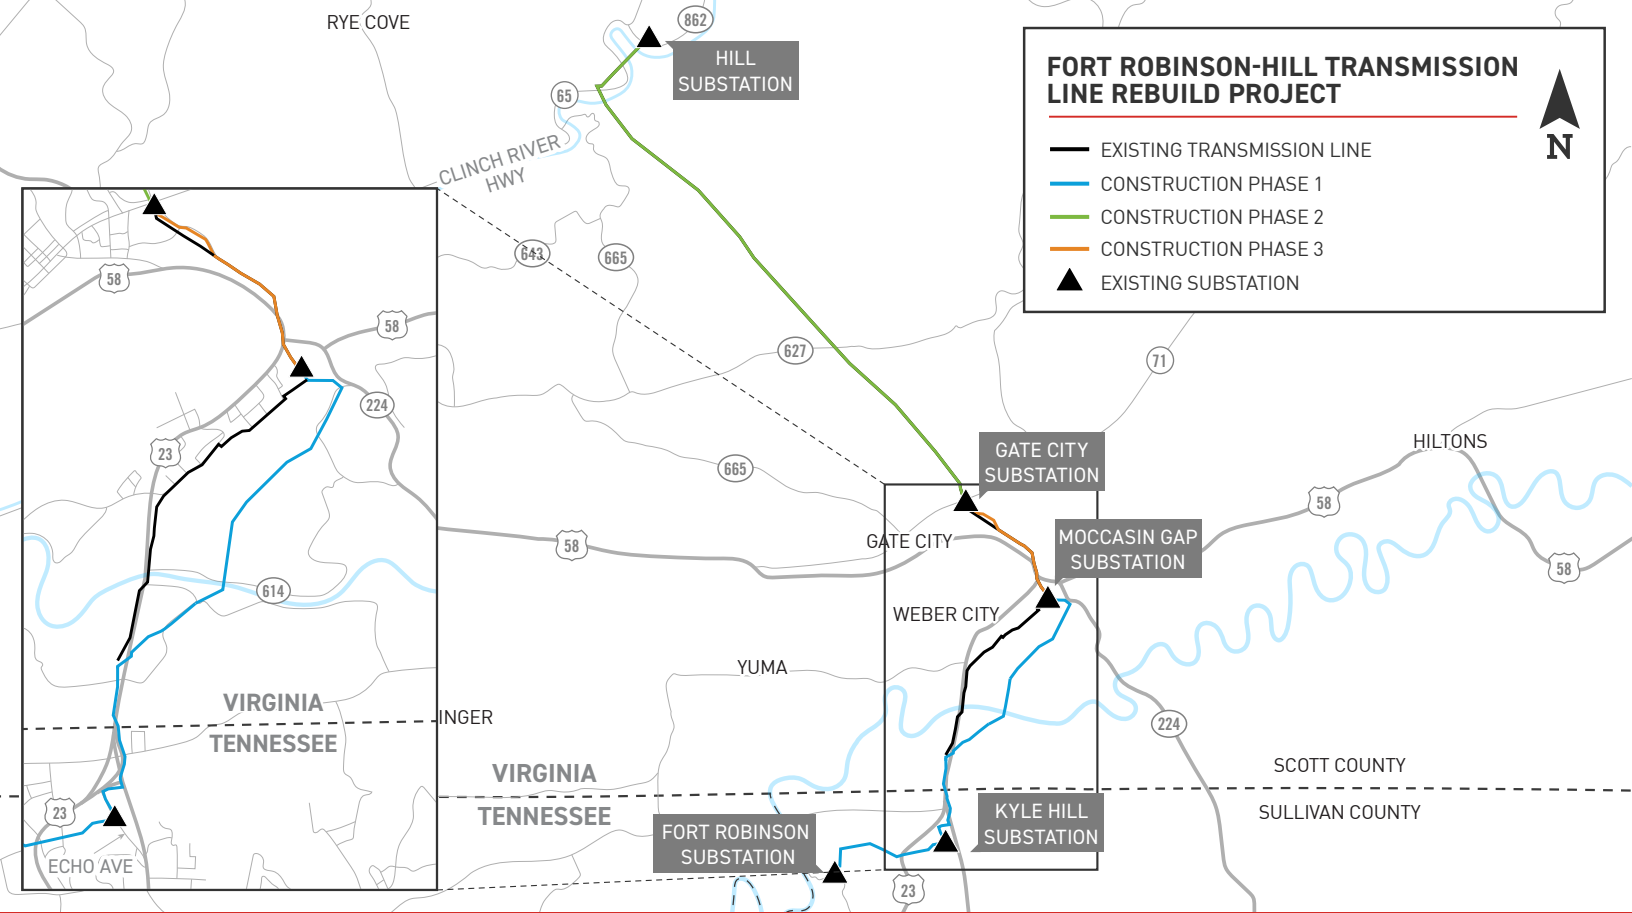 RYE COVE
862
HILL
SUBSTATION
65
CLINCH RIVER
HWY
643
665
627
71
FORT ROBINSON-HILL TRANSMISSION
LINE REBUILD PROJECT
N
EXISTING TRANSMISSION LINE
CONSTRUCTION PHASE 1
CONSTRUCTION PHASE 2
CONSTRUCTION PHASE 3
EXISTING SUBSTATION
58
58
224
23
614
VIRGINIA
TENNESSEE
23
ECHO AVE
INGER
665
58
GATE CITY
SUBSTATION
GATE CITY
MOCCASIN GAP
SUBSTATION
WEBER CITY
YUMA
HILTONS
58
58
224
VIRGINIA
TENNESSEE
SCOTT COUNTY
SULLIVAN COUNTY
KYLE HILL
SUBSTATION
FORT ROBINSON
SUBSTATION
23